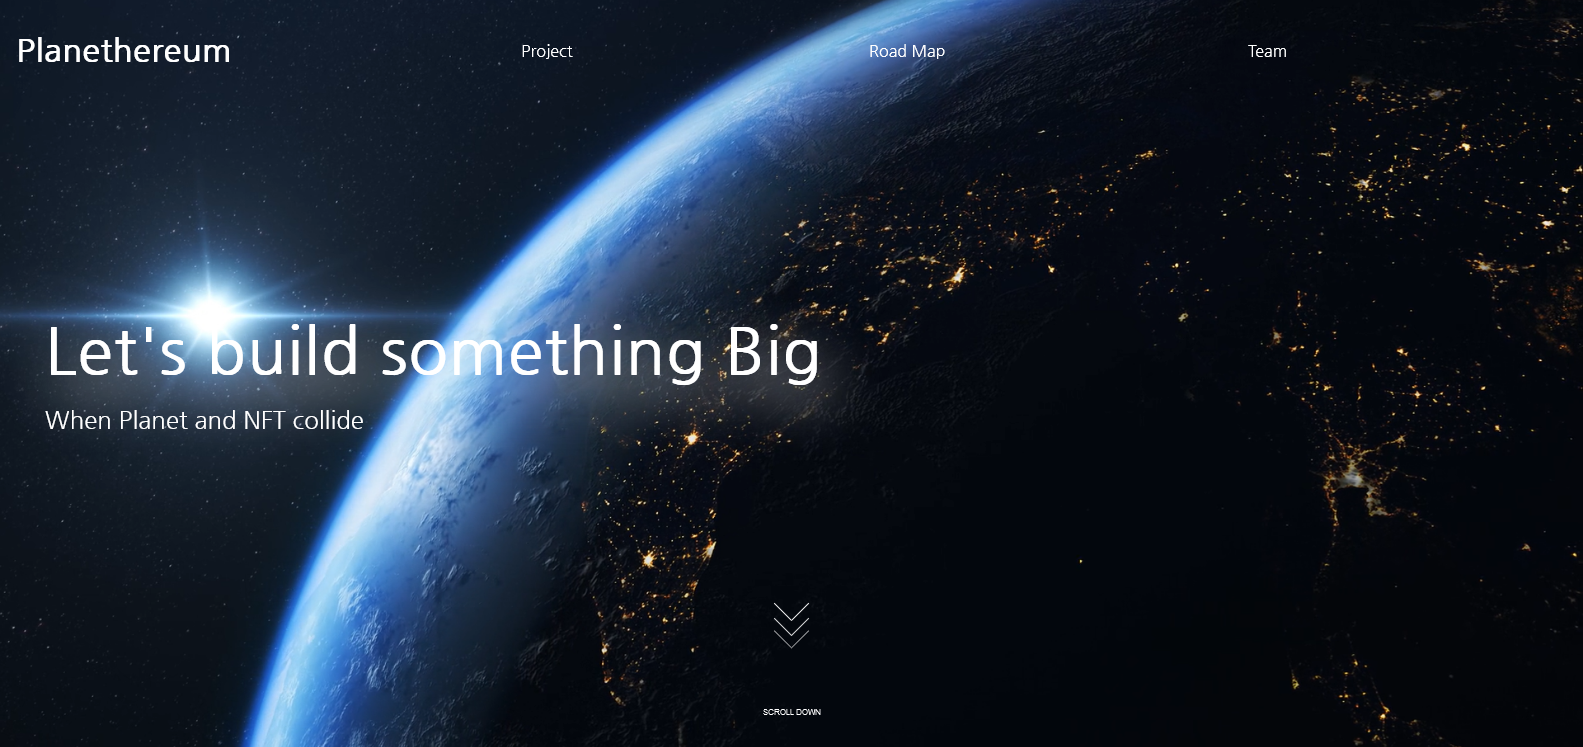 Planethereum
Project
Road Map
Team
Let's build something Big
When Planet and NFT collide
SCROLL DOWN